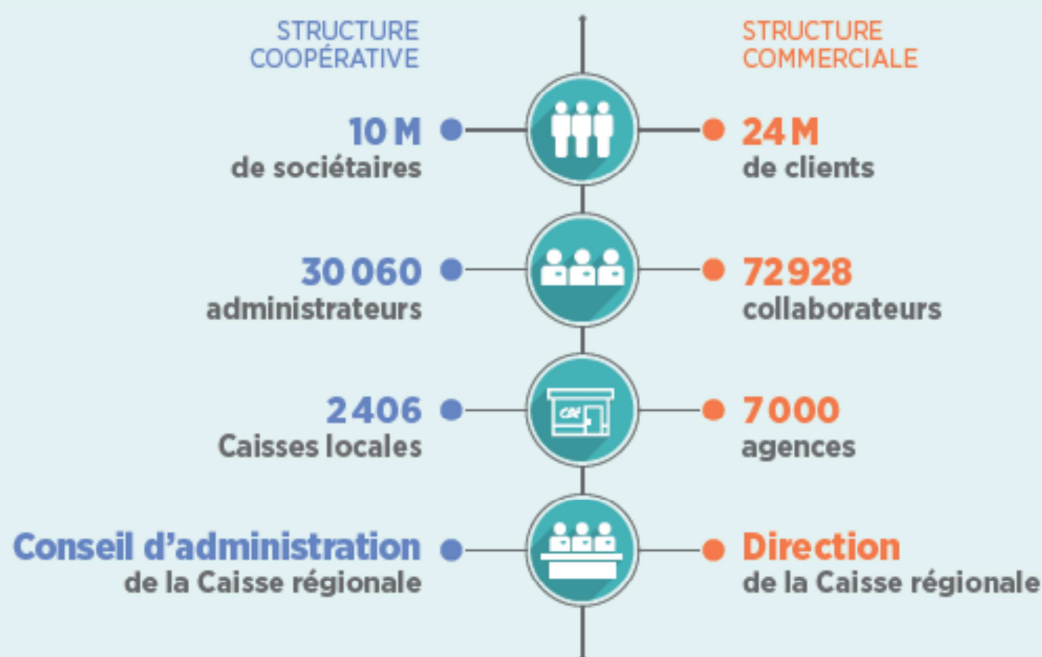 STRUCTURE
COOPÉRATIVE
STRUCTURE
COMMERCIALE
10 M
de sociétaires
24 M
de clients
30 060
administrateurs
72 928
collaborateurs
2 406
Caisses locales
7 000
agences
Conseil d’administration
de la Caisse régionale
Direction
de la Caisse régionale